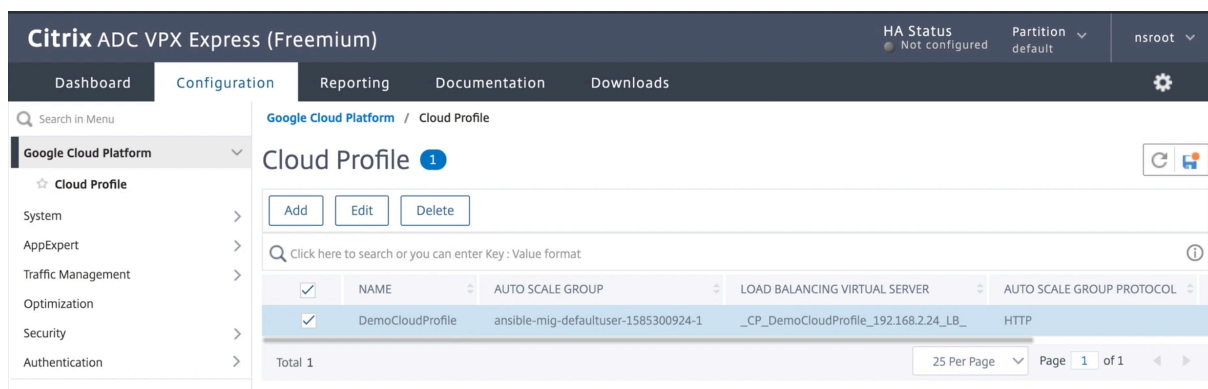 Citrix ADC VPX Express (Freemium)
HA Status
Not configured
Partition
default
nsroot
Dashboard Configuration Reporting Documentation Downloads
Search in Menu
Google Cloud Platform
Cloud Profile
System
AppExpert
Traffic Management
Optimization
Security
Authentication
Google Cloud Platform / Cloud Profile
Cloud Profile 1
Add Edit Delete
Click here to search or you can enter Key : Value format
NAME AUTO SCALE GROUP LOAD BALANCING VIRTUAL SERVER AUTO SCALE GROUP PROTOCOL
DemoCloudProfile ansible-mig-defaultuser-1585300924-1 _CP_DemoCloudProfile_192.168.2.24_LB_ HTTP
Total 1
25 Per Page Page 1 of 1